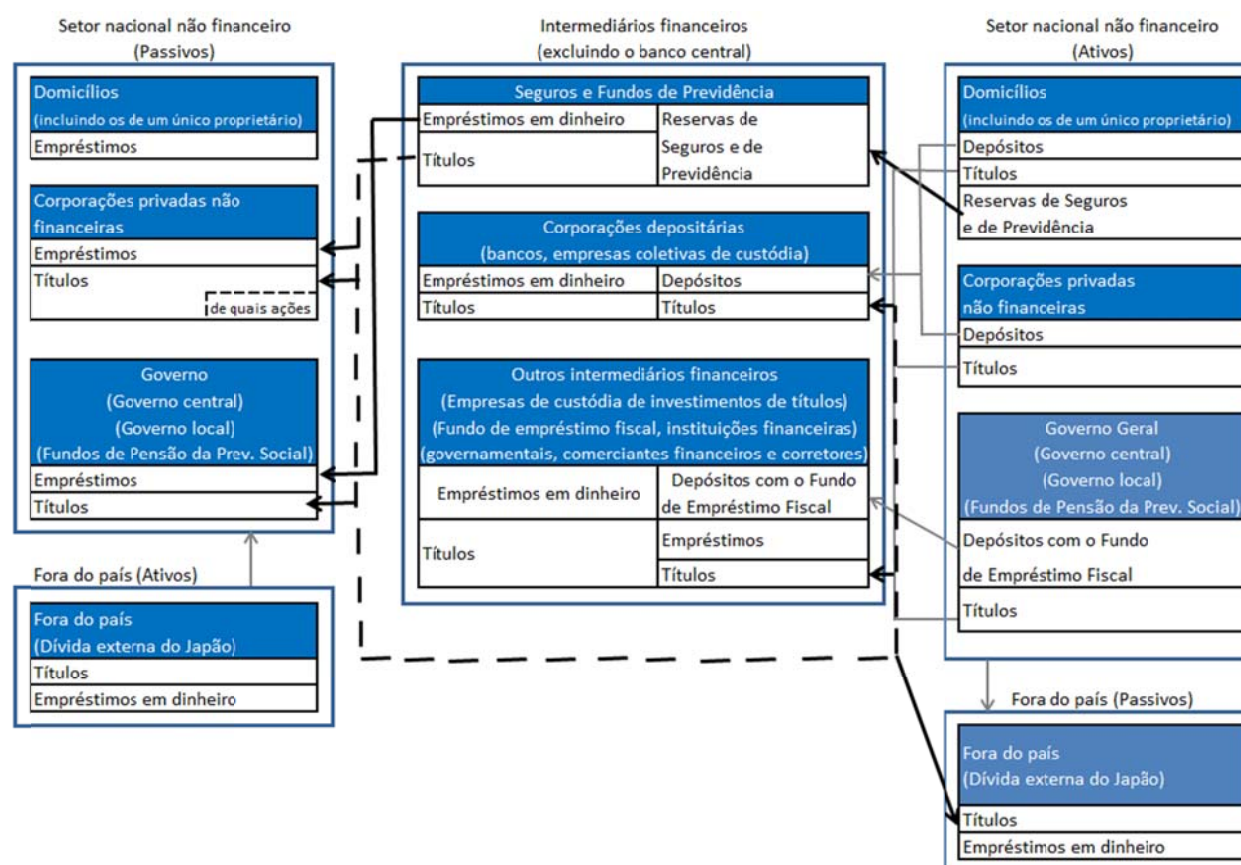 Setor nacional não financeiro
(Passivos)
Domicílios
(incluindo os de um único proprietário)
Empréstimos
Corporações privadas não
financeiras
Empréstimos
Títulos
de quais ações
Governo
(Governo central)
(Governo local)
(Fundos de Pensão da Prev. Social)
Empréstimos
Títulos
Fora do país (Ativos)
Fora do país
(Dívida externa do Japão)
Títulos
Empréstimos em dinheiro
Intermediários financeiros
(excluindo o banco central)
Seguros e Fundos de Previdência
Empréstimos em dinheiro
Títulos
Reservas de
Seguros e de
Previdência
Corporações depositárias
(bancos, empresas coletivas de custódia)
Empréstimos em dinheiro
Depósitos
Títulos
Títulos
Outros intermediários financeiros
(Empresas de custódia de investimentos de títulos)
(Fundo de empréstimo fiscal, instituições financeiras)
(governamentais, comerciantes financeiros e corretores)
Empréstimos em dinheiro
Depósitos com o Fundo
de Empréstimo Fiscal
Títulos
Empréstimos
Títulos
Setor nacional não financeiro
(Ativos)
Domicílios
(incluindo os de um único proprietário)
Depósitos
Títulos
Reservas de Seguros
e de Previdência
Corporações privadas
não financeiras
Depósitos
Títulos
Governo Geral
(Governo central)
(Governo local)
(Fundos de Pensão da Prev. Social)
Depósitos com o Fundo
de Empréstimo Fiscal
Títulos
Fora do país (Passivos)
Fora do país
(Dívida externa do Japão)
Títulos
Empréstimos em dinheiro